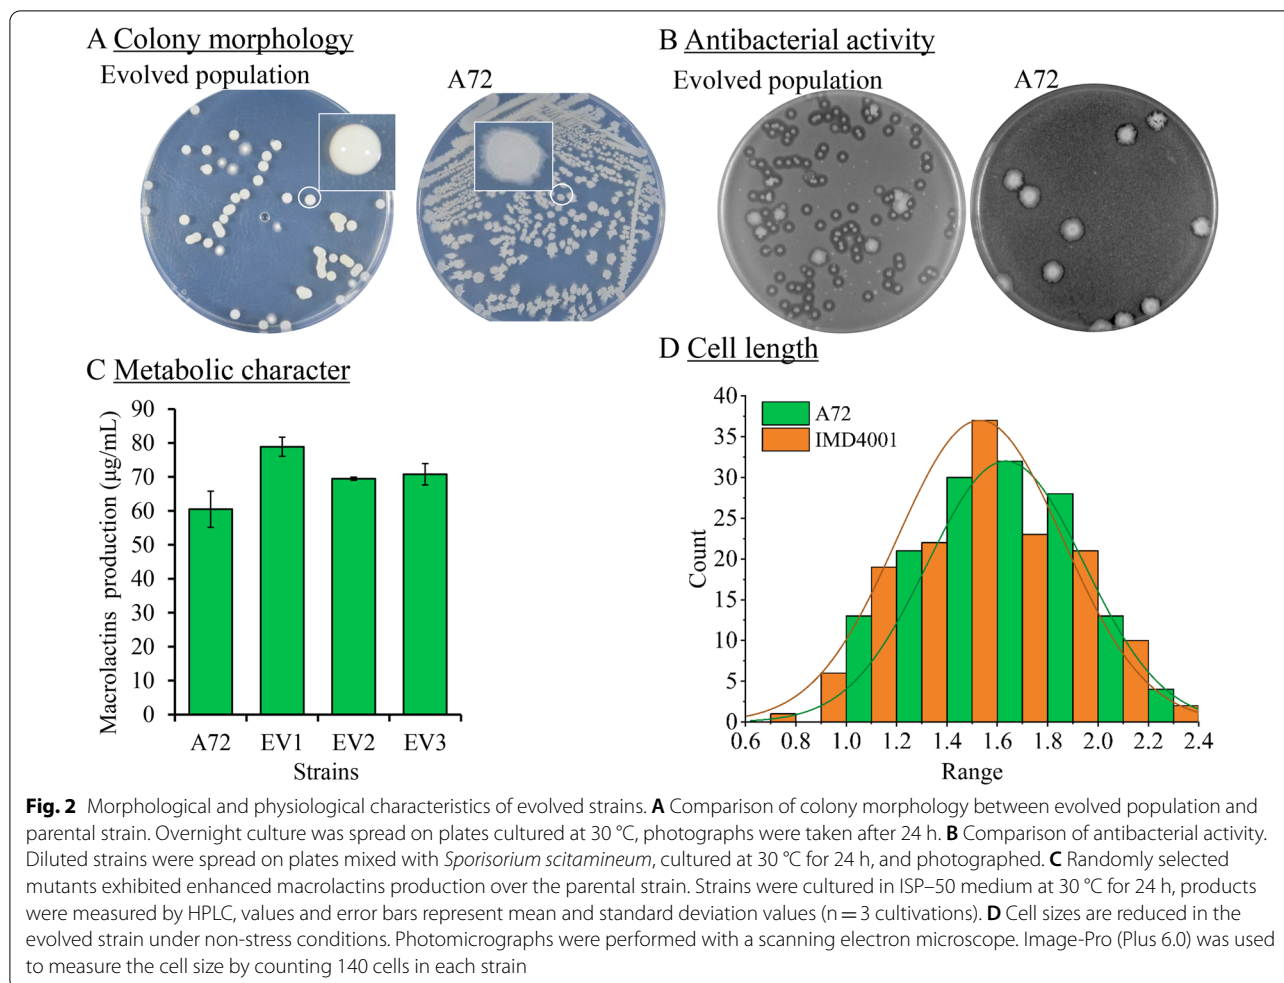 A Colony morphology
Evolved population
A72
B Antibacterial activity
Evolved population
A72
C Metabolic character
Macrolactins production (µg/mL)
90
80
70
60
50
40
30
20
10
0
A72 EV1 EV2 EV3
Strains
D Cell length
Count
40
35
30
25
20
15
10
5
0
A72
IMD4001
0.6 0.8 1.0 1.2 1.4 1.6 1.8 2.0 2.2 2.4
Range
Fig. 2 Morphological and physiological characteristics of evolved strains. A Comparison of colony morphology between evolved population and
parental strain. Overnight culture was spread on plates cultured at 30 °C, photographs were taken after 24 h. B Comparison of antibacterial activity.
Diluted strains were spread on plates mixed with Sporisorium scitamineum, cultured at 30 °C for 24 h, and photographed. C Randomly selected
mutants exhibited enhanced macrolactins production over the parental strain. Strains were cultured in ISP–50 medium at 30 °C for 24 h, products
were measured by HPLC, values and error bars represent mean and standard deviation values (n = 3 cultivations). D Cell sizes are reduced in the
evolved strain under non-stress conditions. Photomicrographs were performed with a scanning electron microscope. Image-Pro (Plus 6.0) was used
to measure the cell size by counting 140 cells in each strain